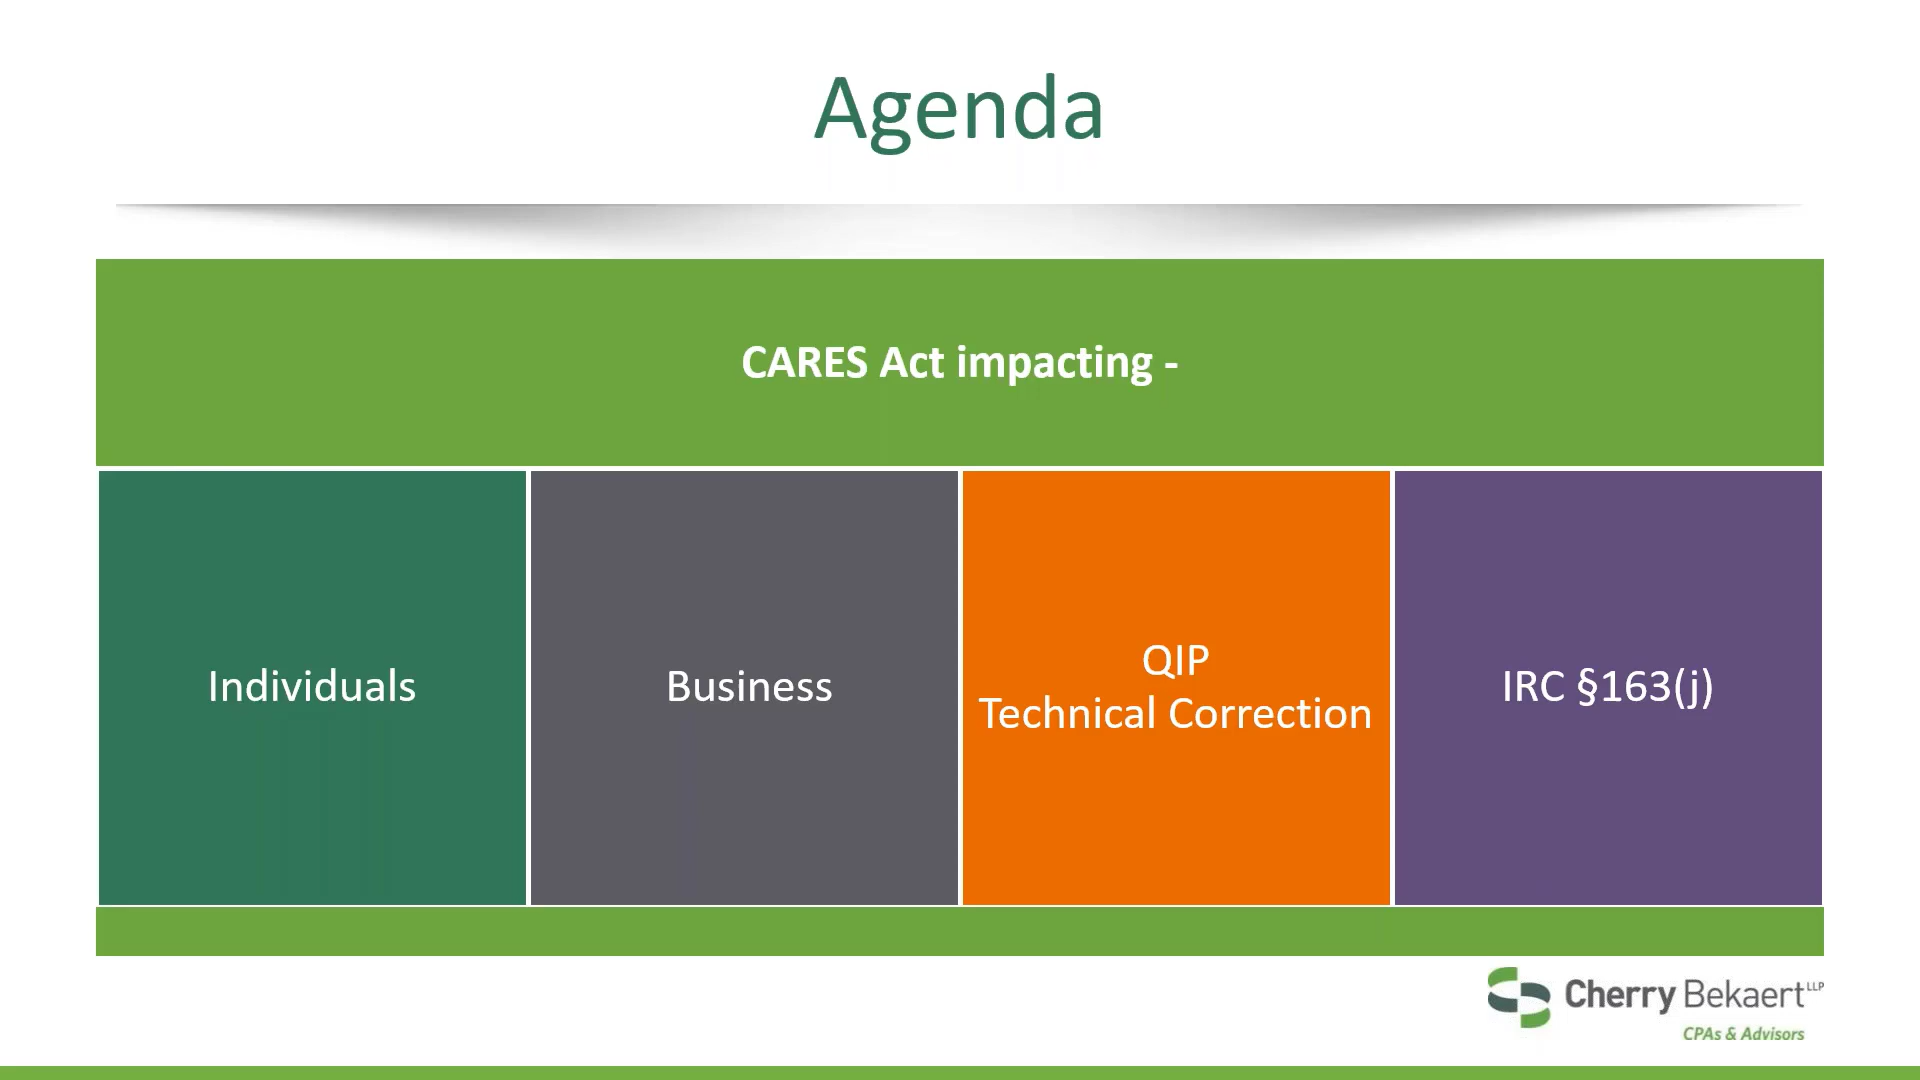 Agenda
CARES Act impacting -
Individuals
Business
QIP
Technical Correction
IRC §163(j)
Cherry Bekaert LLP
CPAs & Advisors